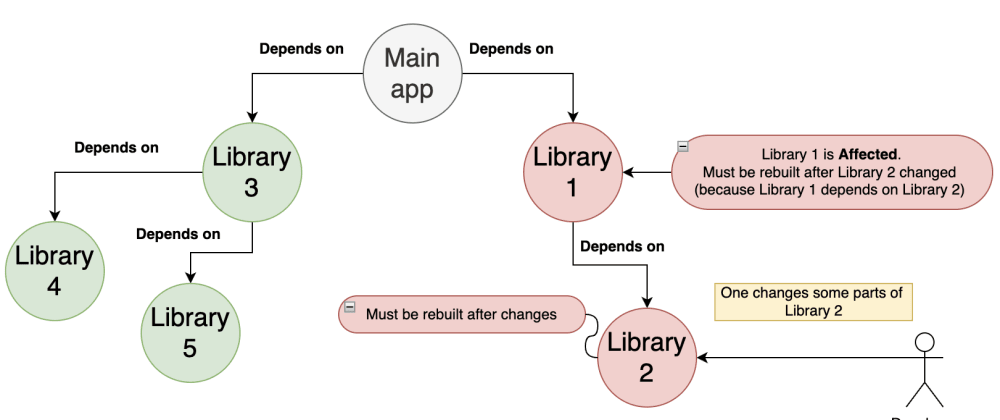 Depends on
Main
app
Depends on
Library
3
Library
1
Library 1 is Affected.
Must be rebuilt after Library 2 changed
(because Library 1 depends on Library 2)
Depends on
Library
4
Depends on
Library
5
Depends on
One changes some parts of
Library 2
Must be rebuilt after changes
Library
2